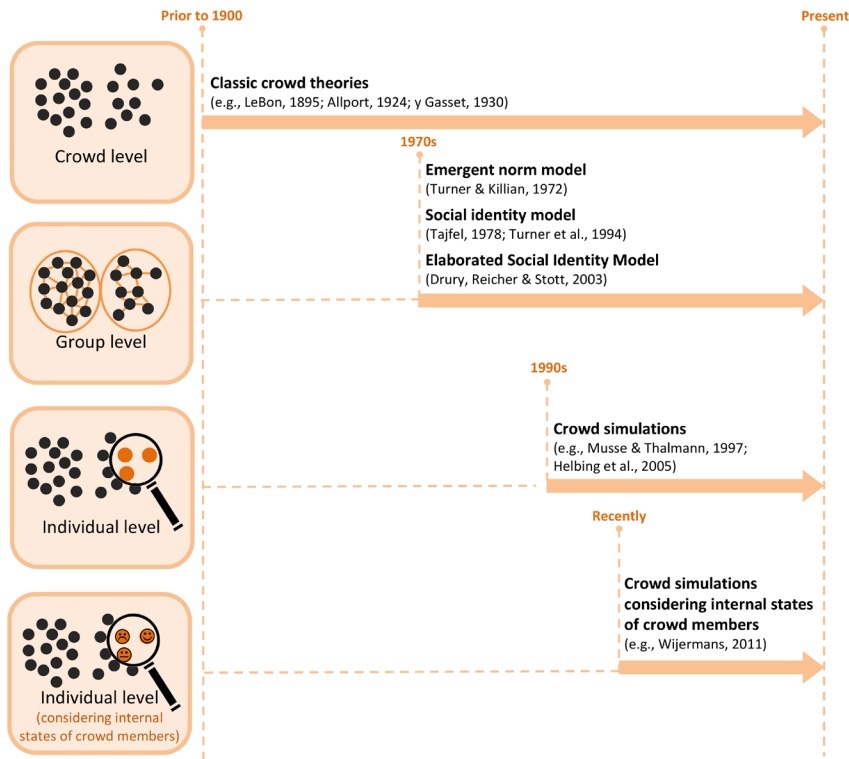 Prior to 1900
Present
Classic crowd theories
(e.g., LeBon, 1895; Allport, 1924; y Gasset, 1930)
Crowd level
1970s
Emergent norm model
(Turner & Killian, 1972)
Social identity model
(Tajfel, 1978; Turner et al., 1994)
Elaborated Social Identity Model
(Drury, Reicher & Stott, 2003)
Group level
1990s
Crowd simulations
(e.g., Musse & Thalmann, 1997;
Helbing et al., 2005)
Individual level
Recently
Crowd simulations
considering internal states
of crowd members
(e.g., Wijermans, 2011)
Individual level
(considering internal
states of crowd members)